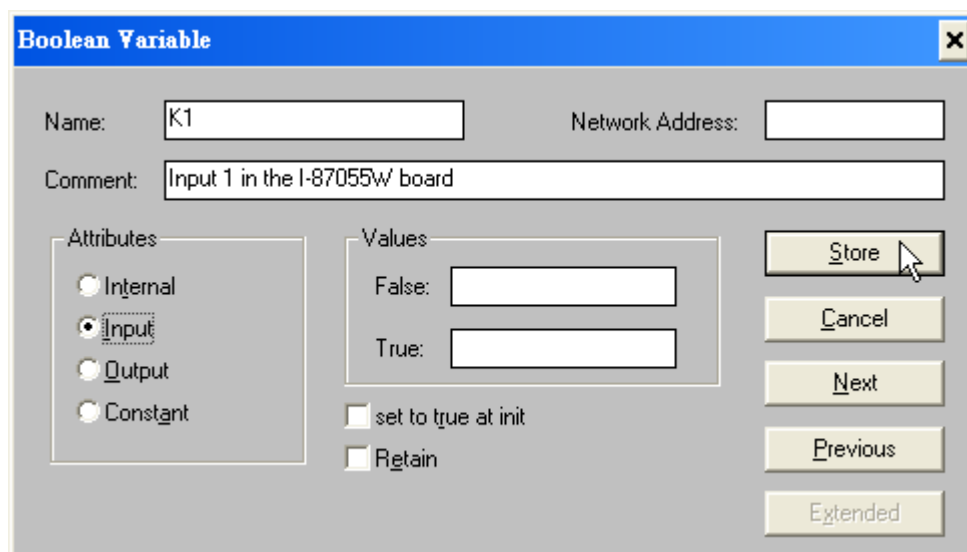 Boolean Variable
Name: K1
Network Address:
Comment: Input 1 in the I-87055W board
Attributes
Internal
Input
Output
Constant
Values
False:
True:
set to true at init
Retain
Store
Cancel
Next
Previous
Extended